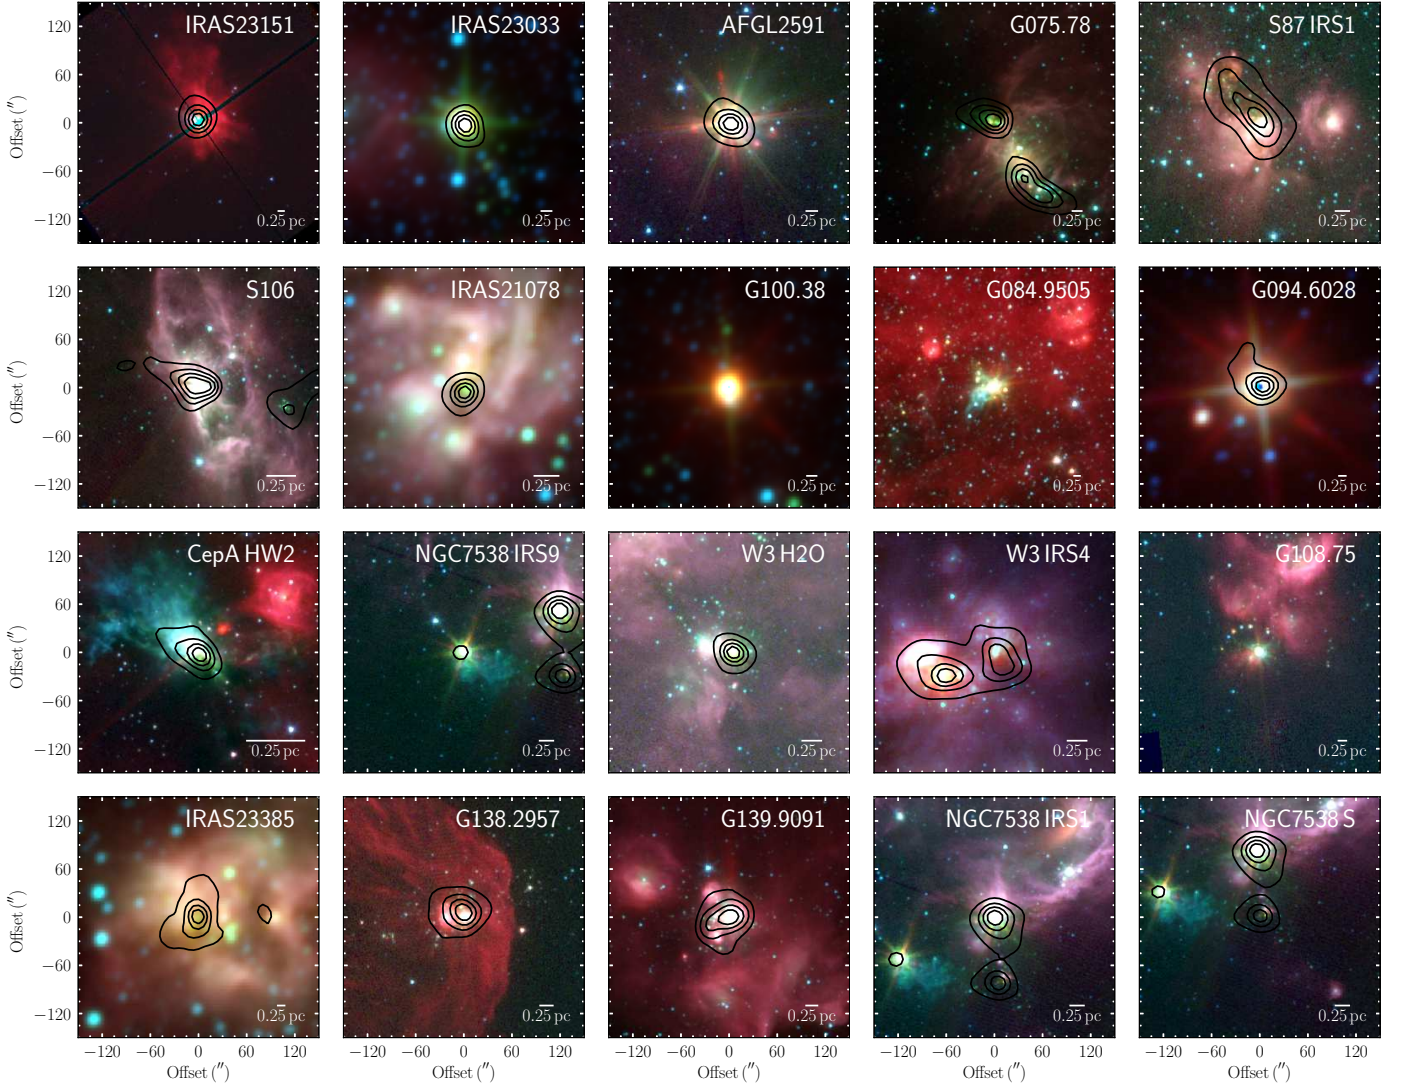 IRAS23151
IRAS23033
AFGL2591
G075.78
S87 IRS1
120
60
0
−60
−120
Offset (″)
0.25 pc
0.25 pc
0.25 pc
0.25 pc
0.25 pc
S106
IRAS21078
G100.38
G084.9505
G094.6028
120
60
0
−60
−120
Offset (″)
0.25 pc
0.25 pc
0.25 pc
0.25 pc
0.25 pc
CepA HW2
NGC7538 IRS9
W3 H2O
W3 IRS4
G108.75
120
60
0
−60
−120
Offset (″)
0.25 pc
0.25 pc
0.25 pc
0.25 pc
0.25 pc
IRAS23385
G138.2957
G139.9091
NGC7538 IRS1
NGC7538 S
120
60
0
−60
−120
Offset (″)
0.25 pc
0.25 pc
0.25 pc
0.25 pc
0.25 pc
−120 −60 0 60 120
−120 −60 0 60 120
−120 −60 0 60 120
−120 −60 0 60 120
−120 −60 0 60 120
Offset (″)
Offset (″)
Offset (″)
Offset (″)
Offset (″)